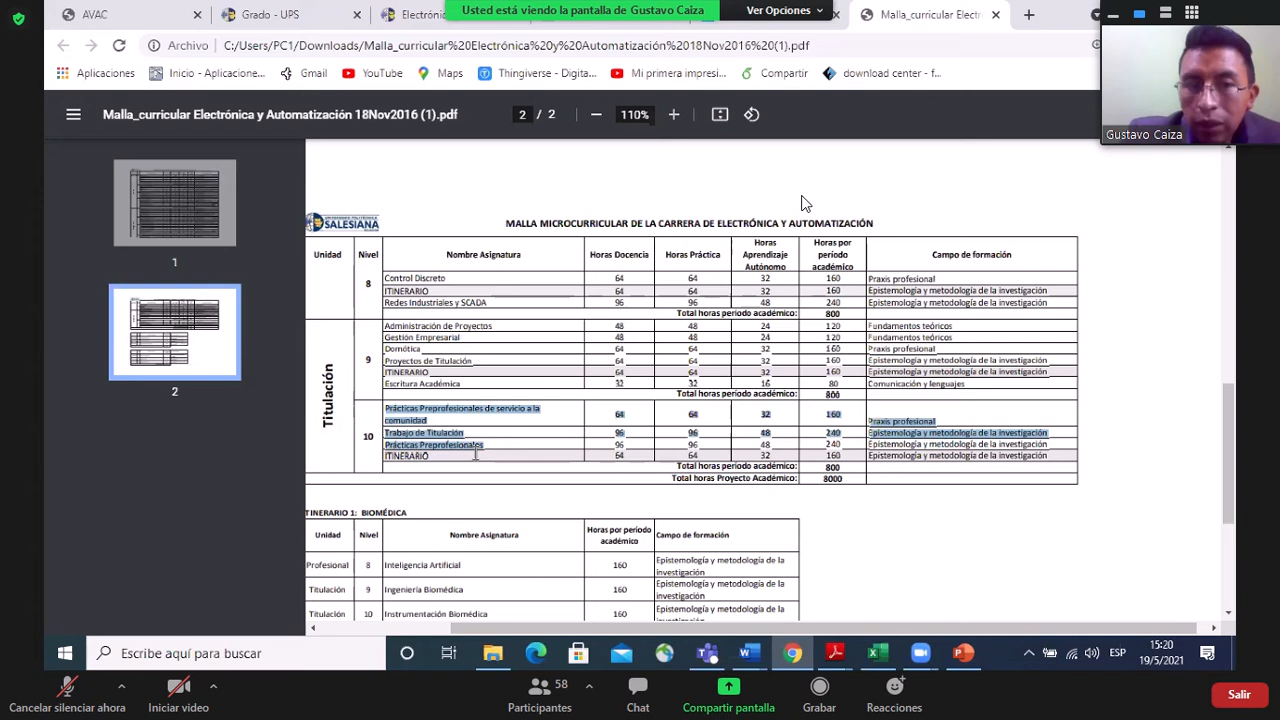 Usted está viendo la pantalla de Gustavo Caiza
Ver Opciones
AVAC
Grado - UPS
Electrónic
Malla_curricular Electr
Archivo
C:/Users/PC1/Downloads/Malla_curricular%20Electrónica%20y%20Automatización%2018Nov2016%20(1).pdf
Aplicaciones
Inicio - Aplicacione...
Gmail
YouTube
Maps
Thingiverse - Digita...
Mi primera impresi...
Compartir
download center - f...
Gustavo Caiza
Malla_curricular Electrónica y Automatización 18Nov2016 (1).pdf
2 / 2
110%
1
2
SALESIANA
MALLA MICROCURRICULAR DE LA CARRERA DE ELECTRÓNICA Y AUTOMATIZACIÓN
Unidad Nivel Nombre Asignatura Horas Docencia Horas Práctica Horas Aprendizaje Autónomo Horas por período académico Campo de formación
8
Control Discreto 64 64 32 160 Praxis profesional
ITINERARIO 64 64 32 160 Epistemología y metodología de la investigación
Redes Industriales y SCADA 96 96 48 240 Epistemología y metodología de la investigación
Total horas período académico: 800
Titulación
9
Administración de Proyectos 48 48 24 120 Fundamentos teóricos
Gestión Empresarial 48 48 24 120 Fundamentos teóricos
Domótica 64 64 32 160 Praxis profesional
Proyectos de Titulación 64 64 32 160 Epistemología y metodología de la investigación
ITINERARIO 64 64 32 160 Epistemología y metodología de la investigación
Escritura Académica 32 32 16 80 Comunicación y lenguajes
Total horas período académico: 800
10
Prácticas Preprofesionales de servicio a la
comunidad 64 64 32 160 Praxis profesional
Trabajo de Titulación 96 96 48 240 Epistemología y metodología de la investigación
Prácticas Preprofesionales 96 96 48 240 Epistemología y metodología de la investigación
ITINERARIO 64 64 32 160 Epistemología y metodología de la investigación
Total horas período académico: 800
Total horas Proyecto Académico: 8000
TINERARIO 1: BIOMÉDICA
Unidad Nivel Nombre Asignatura Horas por período académico Campo de formación
Profesional 8 Inteligencia Artificial 160 Epistemología y metodología de la
investigación
Titulación 9 Ingeniería Biomédica 160 Epistemología y metodología de la
investigación
Titulación 10 Instrumentación Biomédica 160 Epistemología y metodología de la
investigación
Escribe aquí para buscar
ESP
15:20
19/5/2021
Cancelar silenciar ahora
Iniciar video
58
Participantes
Chat
Compartir pantalla
Grabar
Reacciones
Salir